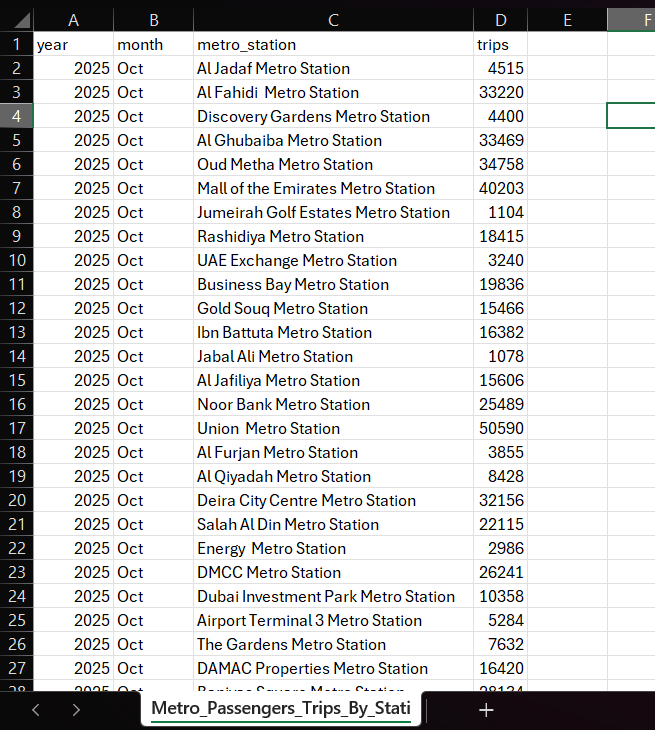 A B C D E F
1 year month metro_station trips
2 2025 Oct Al Jadaf Metro Station 4515
3 2025 Oct Al Fahidi  Metro Station 33220
4 2025 Oct Discovery Gardens Metro Station 4400
5 2025 Oct Al Ghubaiba Metro Station 33469
6 2025 Oct Oud Metha Metro Station 34758
7 2025 Oct Mall of the Emirates Metro Station 40203
8 2025 Oct Jumeirah Golf Estates Metro Station 1104
9 2025 Oct Rashidiya Metro Station 18415
10 2025 Oct UAE Exchange Metro Station 3240
11 2025 Oct Business Bay Metro Station 19836
12 2025 Oct Gold Souq Metro Station 15466
13 2025 Oct Ibn Battuta Metro Station 16382
14 2025 Oct Jabal Ali Metro Station 1078
15 2025 Oct Al Jafiliya Metro Station 15606
16 2025 Oct Noor Bank Metro Station 25489
17 2025 Oct Union  Metro Station 50590
18 2025 Oct Al Furjan Metro Station 3855
19 2025 Oct Al Qiyadah Metro Station 8428
20 2025 Oct Deira City Centre Metro Station 32156
21 2025 Oct Salah Al Din Metro Station 22115
22 2025 Oct Energy  Metro Station 2986
23 2025 Oct DMCC Metro Station 26241
24 2025 Oct Dubai Investment Park Metro Station 10358
25 2025 Oct Airport Terminal 3 Metro Station 5284
26 2025 Oct The Gardens Metro Station 7632
27 2025 Oct DAMAC Properties Metro Station 16420
28 2025 Oct Baniyas Square Metro Station
Metro_Passengers_Trips_By_Stati